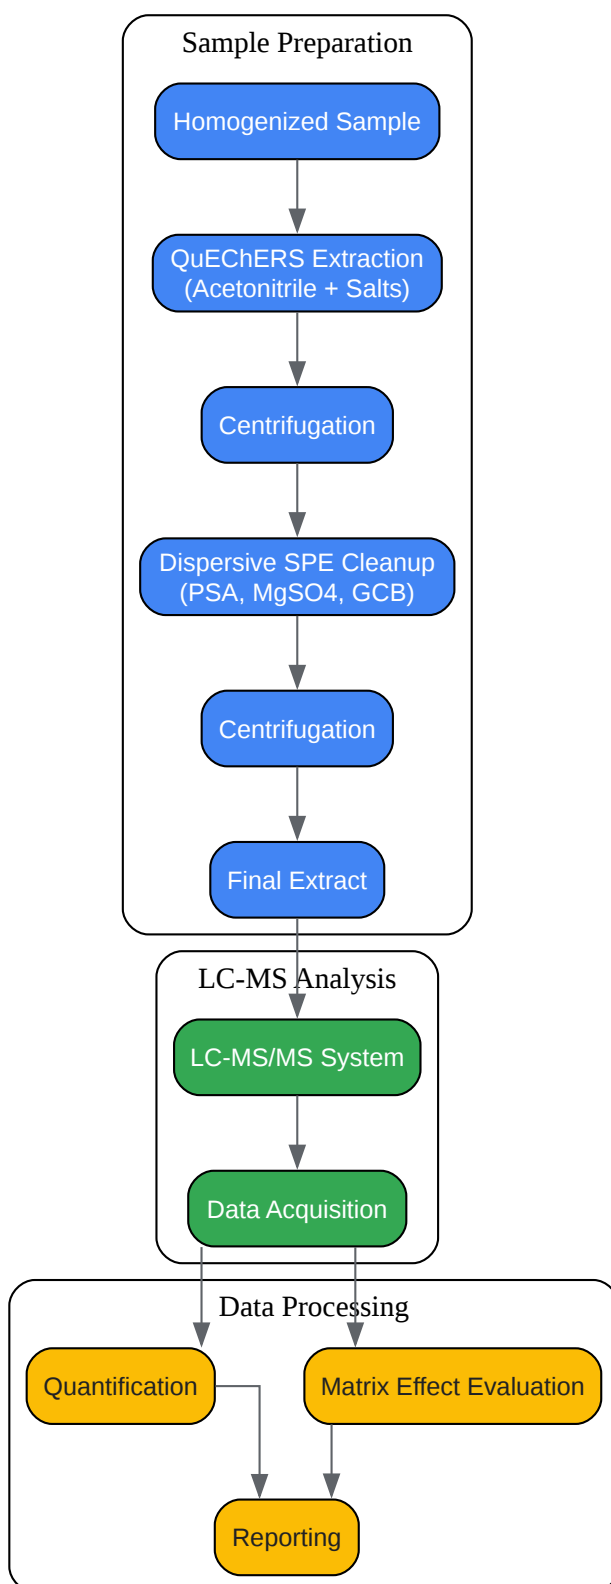 Sample Preparation
Homogenized Sample
QuEChERS Extraction
(Acetonitrile + Salts)
Centrifugation
Dispersive SPE Cleanup
(PSA, MgSO4, GCB)
Centrifugation
Final Extract
LC-MS Analysis
LC-MS/MS System
Data Acquisition
Data Processing
Quantification
Matrix Effect Evaluation
Reporting